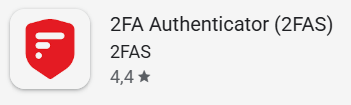 2FA Authenticator (2FAS)
2FAS
4,4 ★